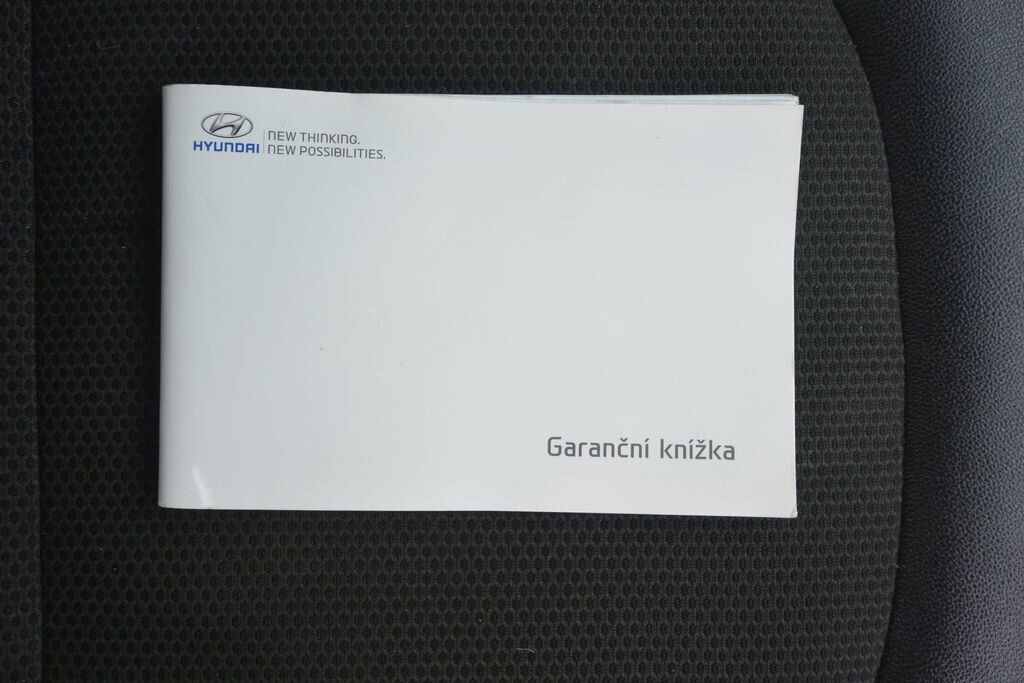 HYUNDAI
NEW THINKING.
NEW POSSIBILITIES.
Garanční knížka